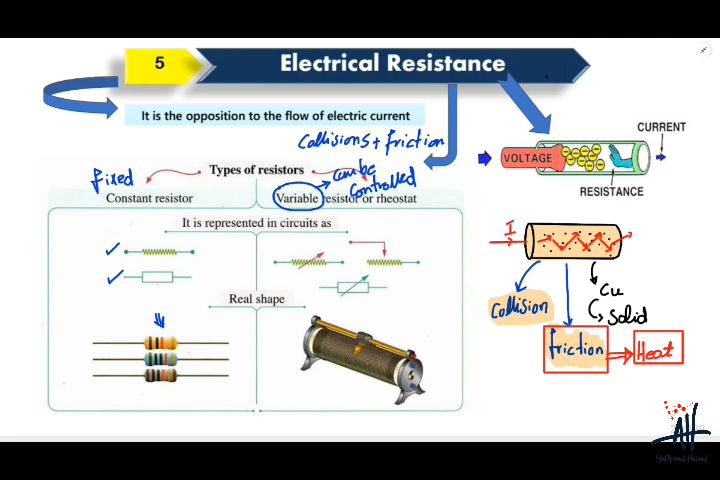 5
Electrical Resistance
It is the opposition to the flow of electric current
Collisions + friction
CURRENT
VOLTAGE
RESISTANCE
fixed
Types of resistors
can be
controlled
Constant resistor
Variable resistor or rheostat
It is represented in circuits as
I
Cu
Solid
Collision
Real shape
friction
Heat
AH